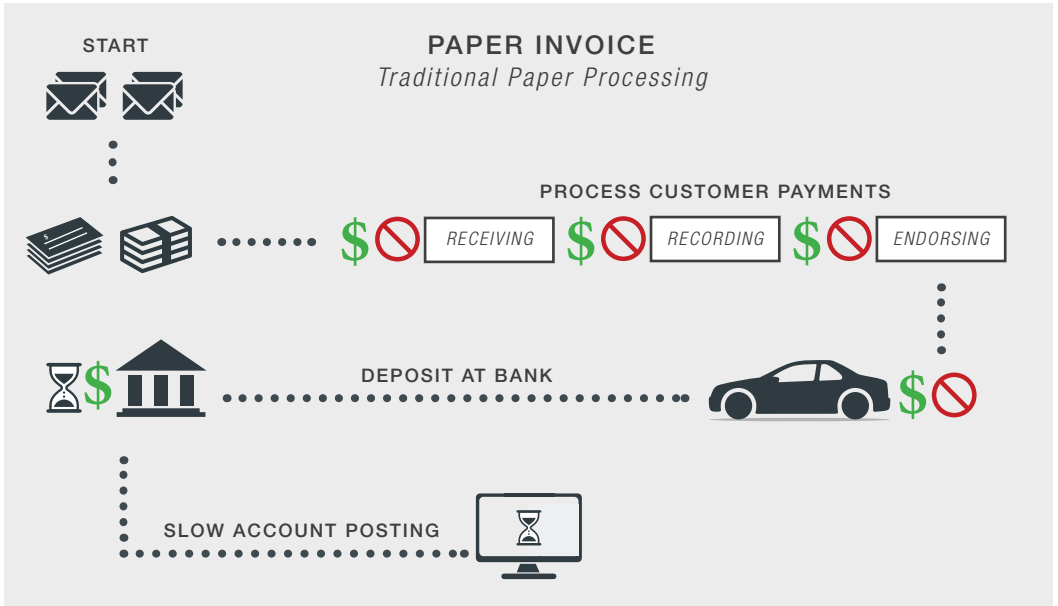 START
PAPER INVOICE
Traditional Paper Processing
PROCESS CUSTOMER PAYMENTS
$ RECEIVING $ RECORDING $ ENDORSING
$
DEPOSIT AT BANK
$
SLOW ACCOUNT POSTING